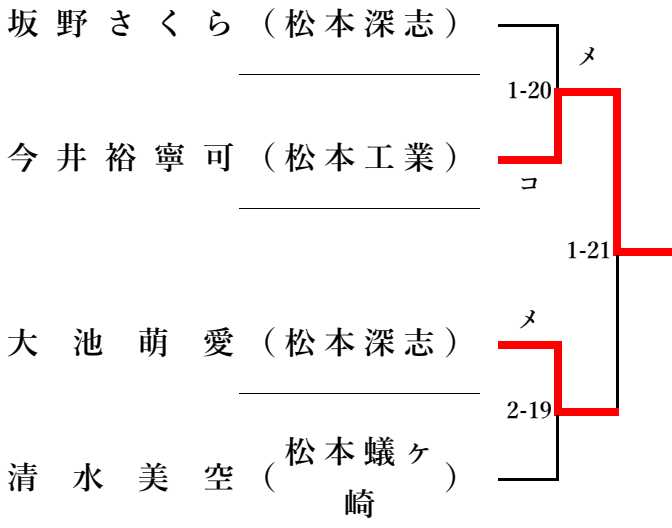 坂野さくら（松本深志）
メ
1-20
今井裕寧可（松本工業）
コ
1-21
メ
大池萌愛（松本深志）
2-19
清水美空（松本蟻ヶ
崎）